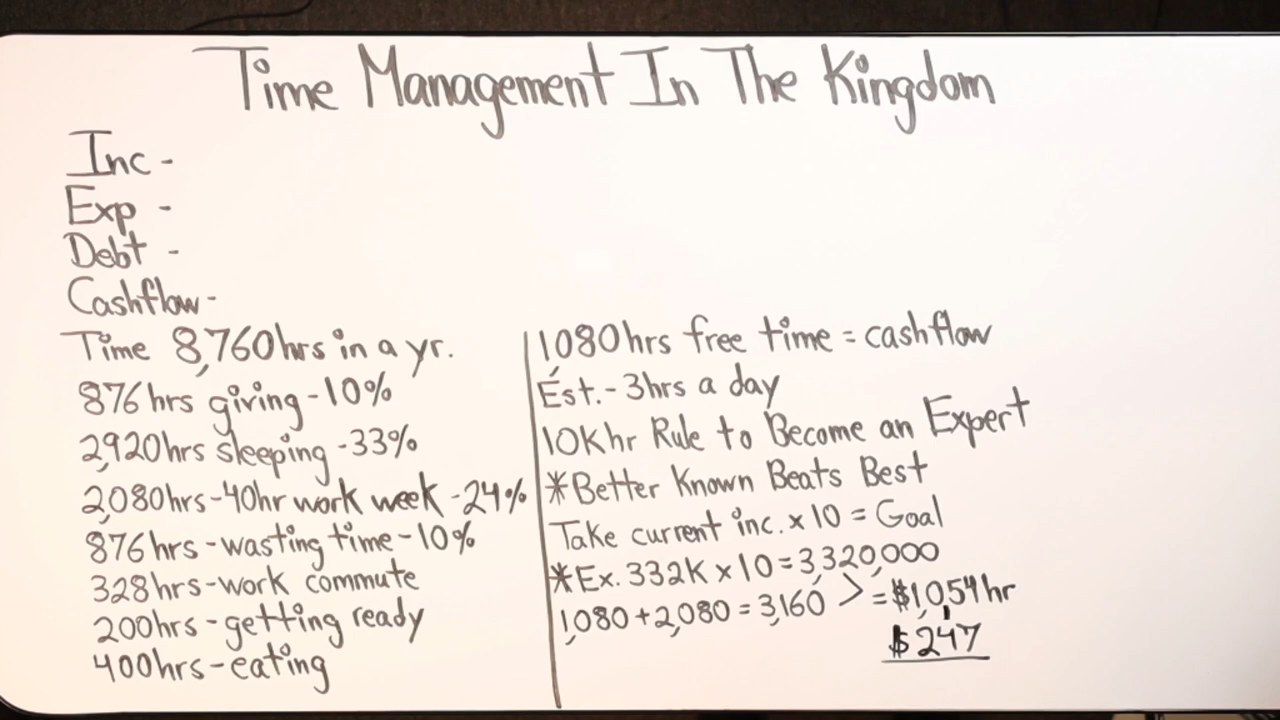 Time Management In The Kingdom
Inc -
Exp -
Debt -
Cashflow -
Time 8,760hrs in a yr.
876 hrs giving - 10%
2,920hrs sleeping - 33%
2,080hrs - 40hr work week - 24%
876hrs - wasting time - 10%
328hrs - work commute
200hrs - getting ready
400hrs - eating
1,080hrs free time = cashflow
Est. - 3hrs a day
10K hr Rule to Become an Expert
*Better Known Beats Best
Take current inc. x 10 = Goal
*Ex. 332K x 10 = 3,320,000
1,080 + 2,080 = 3,160 > = $1,054 hr
$247